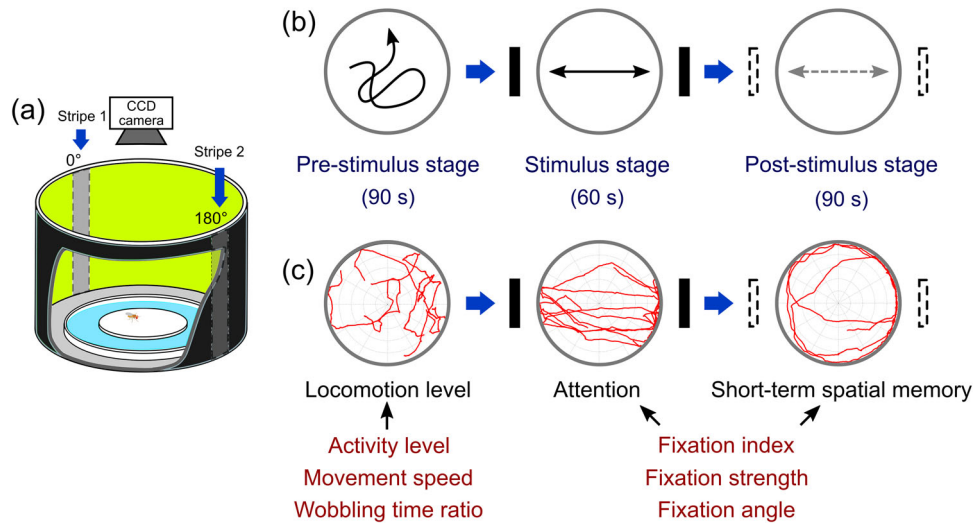 (a)
Stripe 1
0°
CCD
camera
Stripe 2
180°
(b)
Pre-stimulus stage
(90 s)
Stimulus stage
(60 s)
Post-stimulus stage
(90 s)
(c)
Locomotion level
Attention
Short-term spatial memory
Activity level
Movement speed
Wobbling time ratio
Fixation index
Fixation strength
Fixation angle